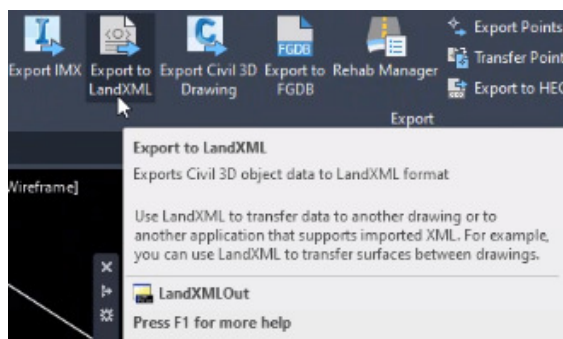 Export IMX
Export to
LandXML
Export Civil 3D
Drawing
Export to
FGDB
FGDB
Rehab Manager
Export Points
Transfer Point
Export to HEC
Export
Export to LandXML
Exports Civil 3D object data to LandXML format
Wireframe]
Use LandXML to transfer data to another drawing or to
another application that supports imported XML. For example,
you can use LandXML to transfer surfaces between drawings.
LandXMLOut
Press F1 for more help